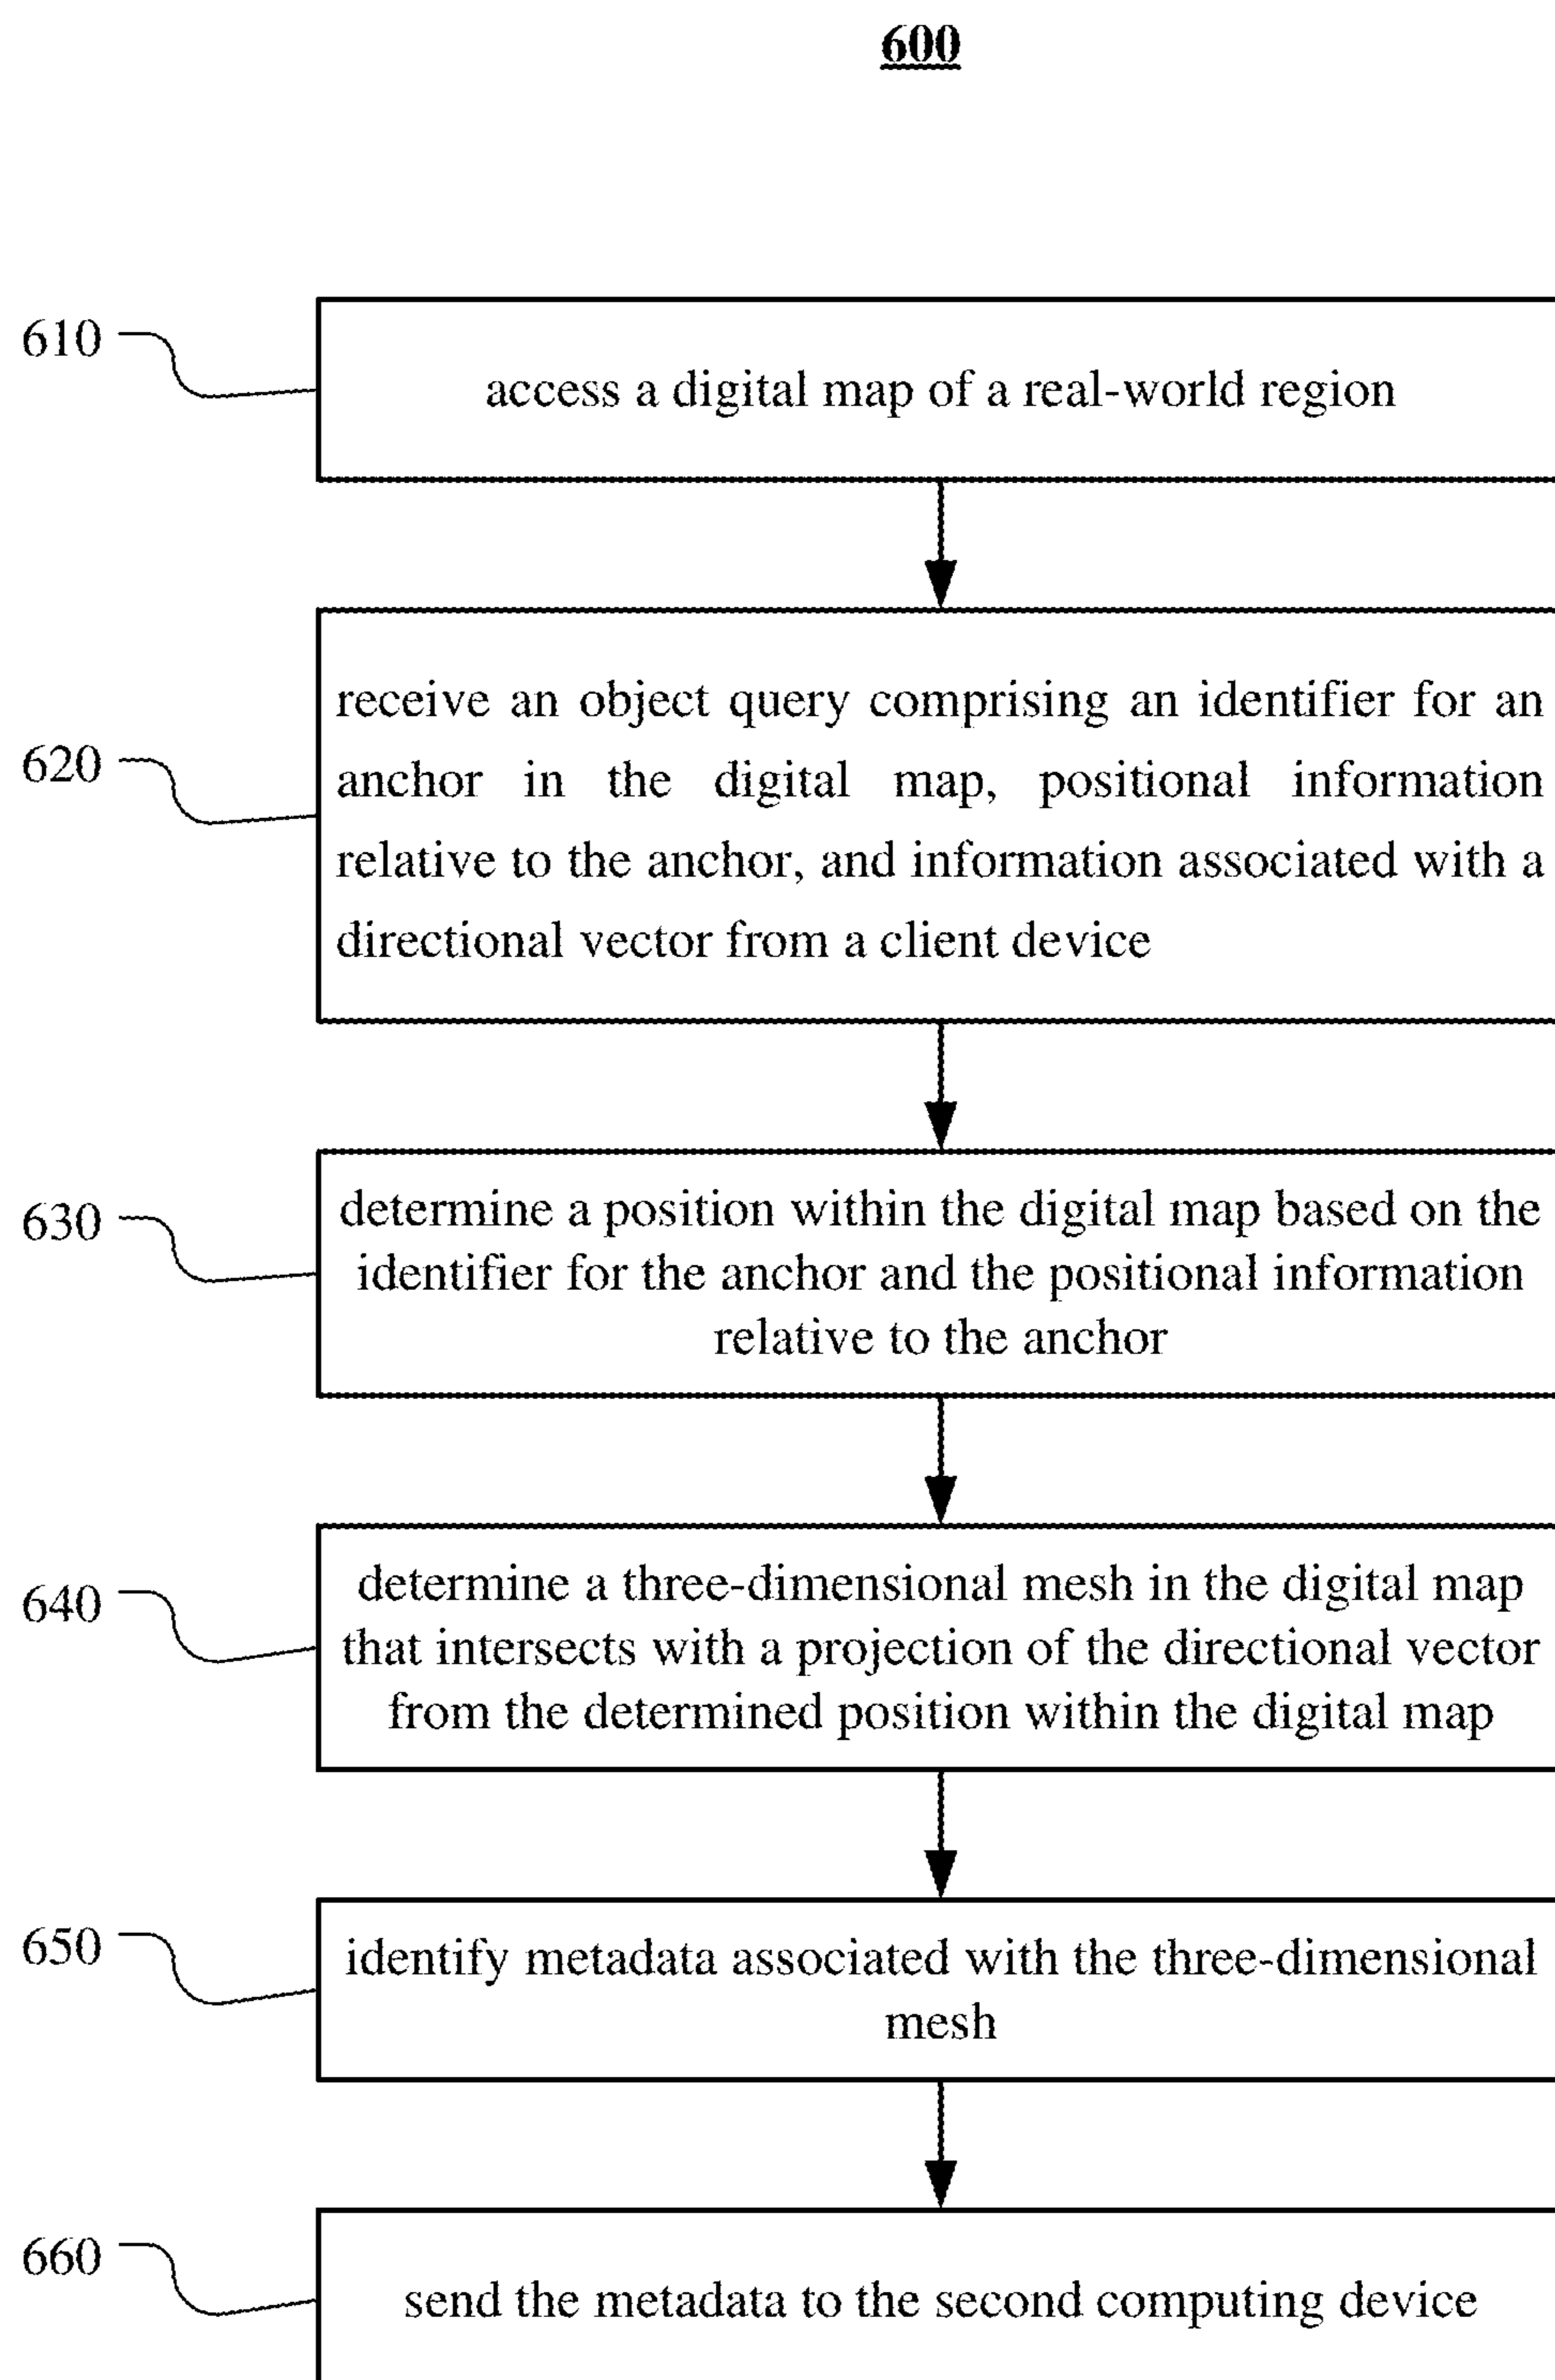 600
610
access a digital map of a real-world region
620
receive an object query comprising an identifier for an
anchor in the digital map, positional information
relative to the anchor, and information associated with a
directional vector from a client device
630
determine a position within the digital map based on the
identifier for the anchor and the positional information
relative to the anchor
640
determine a three-dimensional mesh in the digital map
that intersects with a projection of the directional vector
from the determined position within the digital map
650
identify metadata associated with the three-dimensional
mesh
660
send the metadata to the second computing device